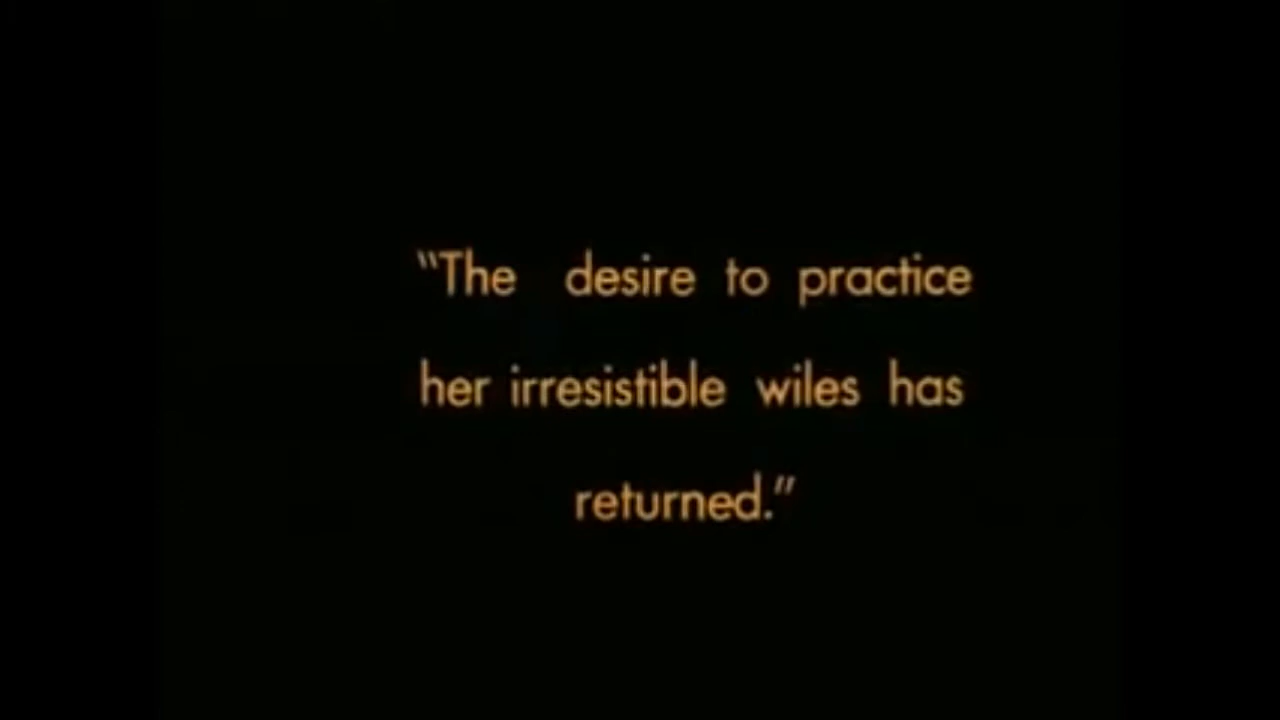 "The desire to practice
her irresistible wiles has
returned."